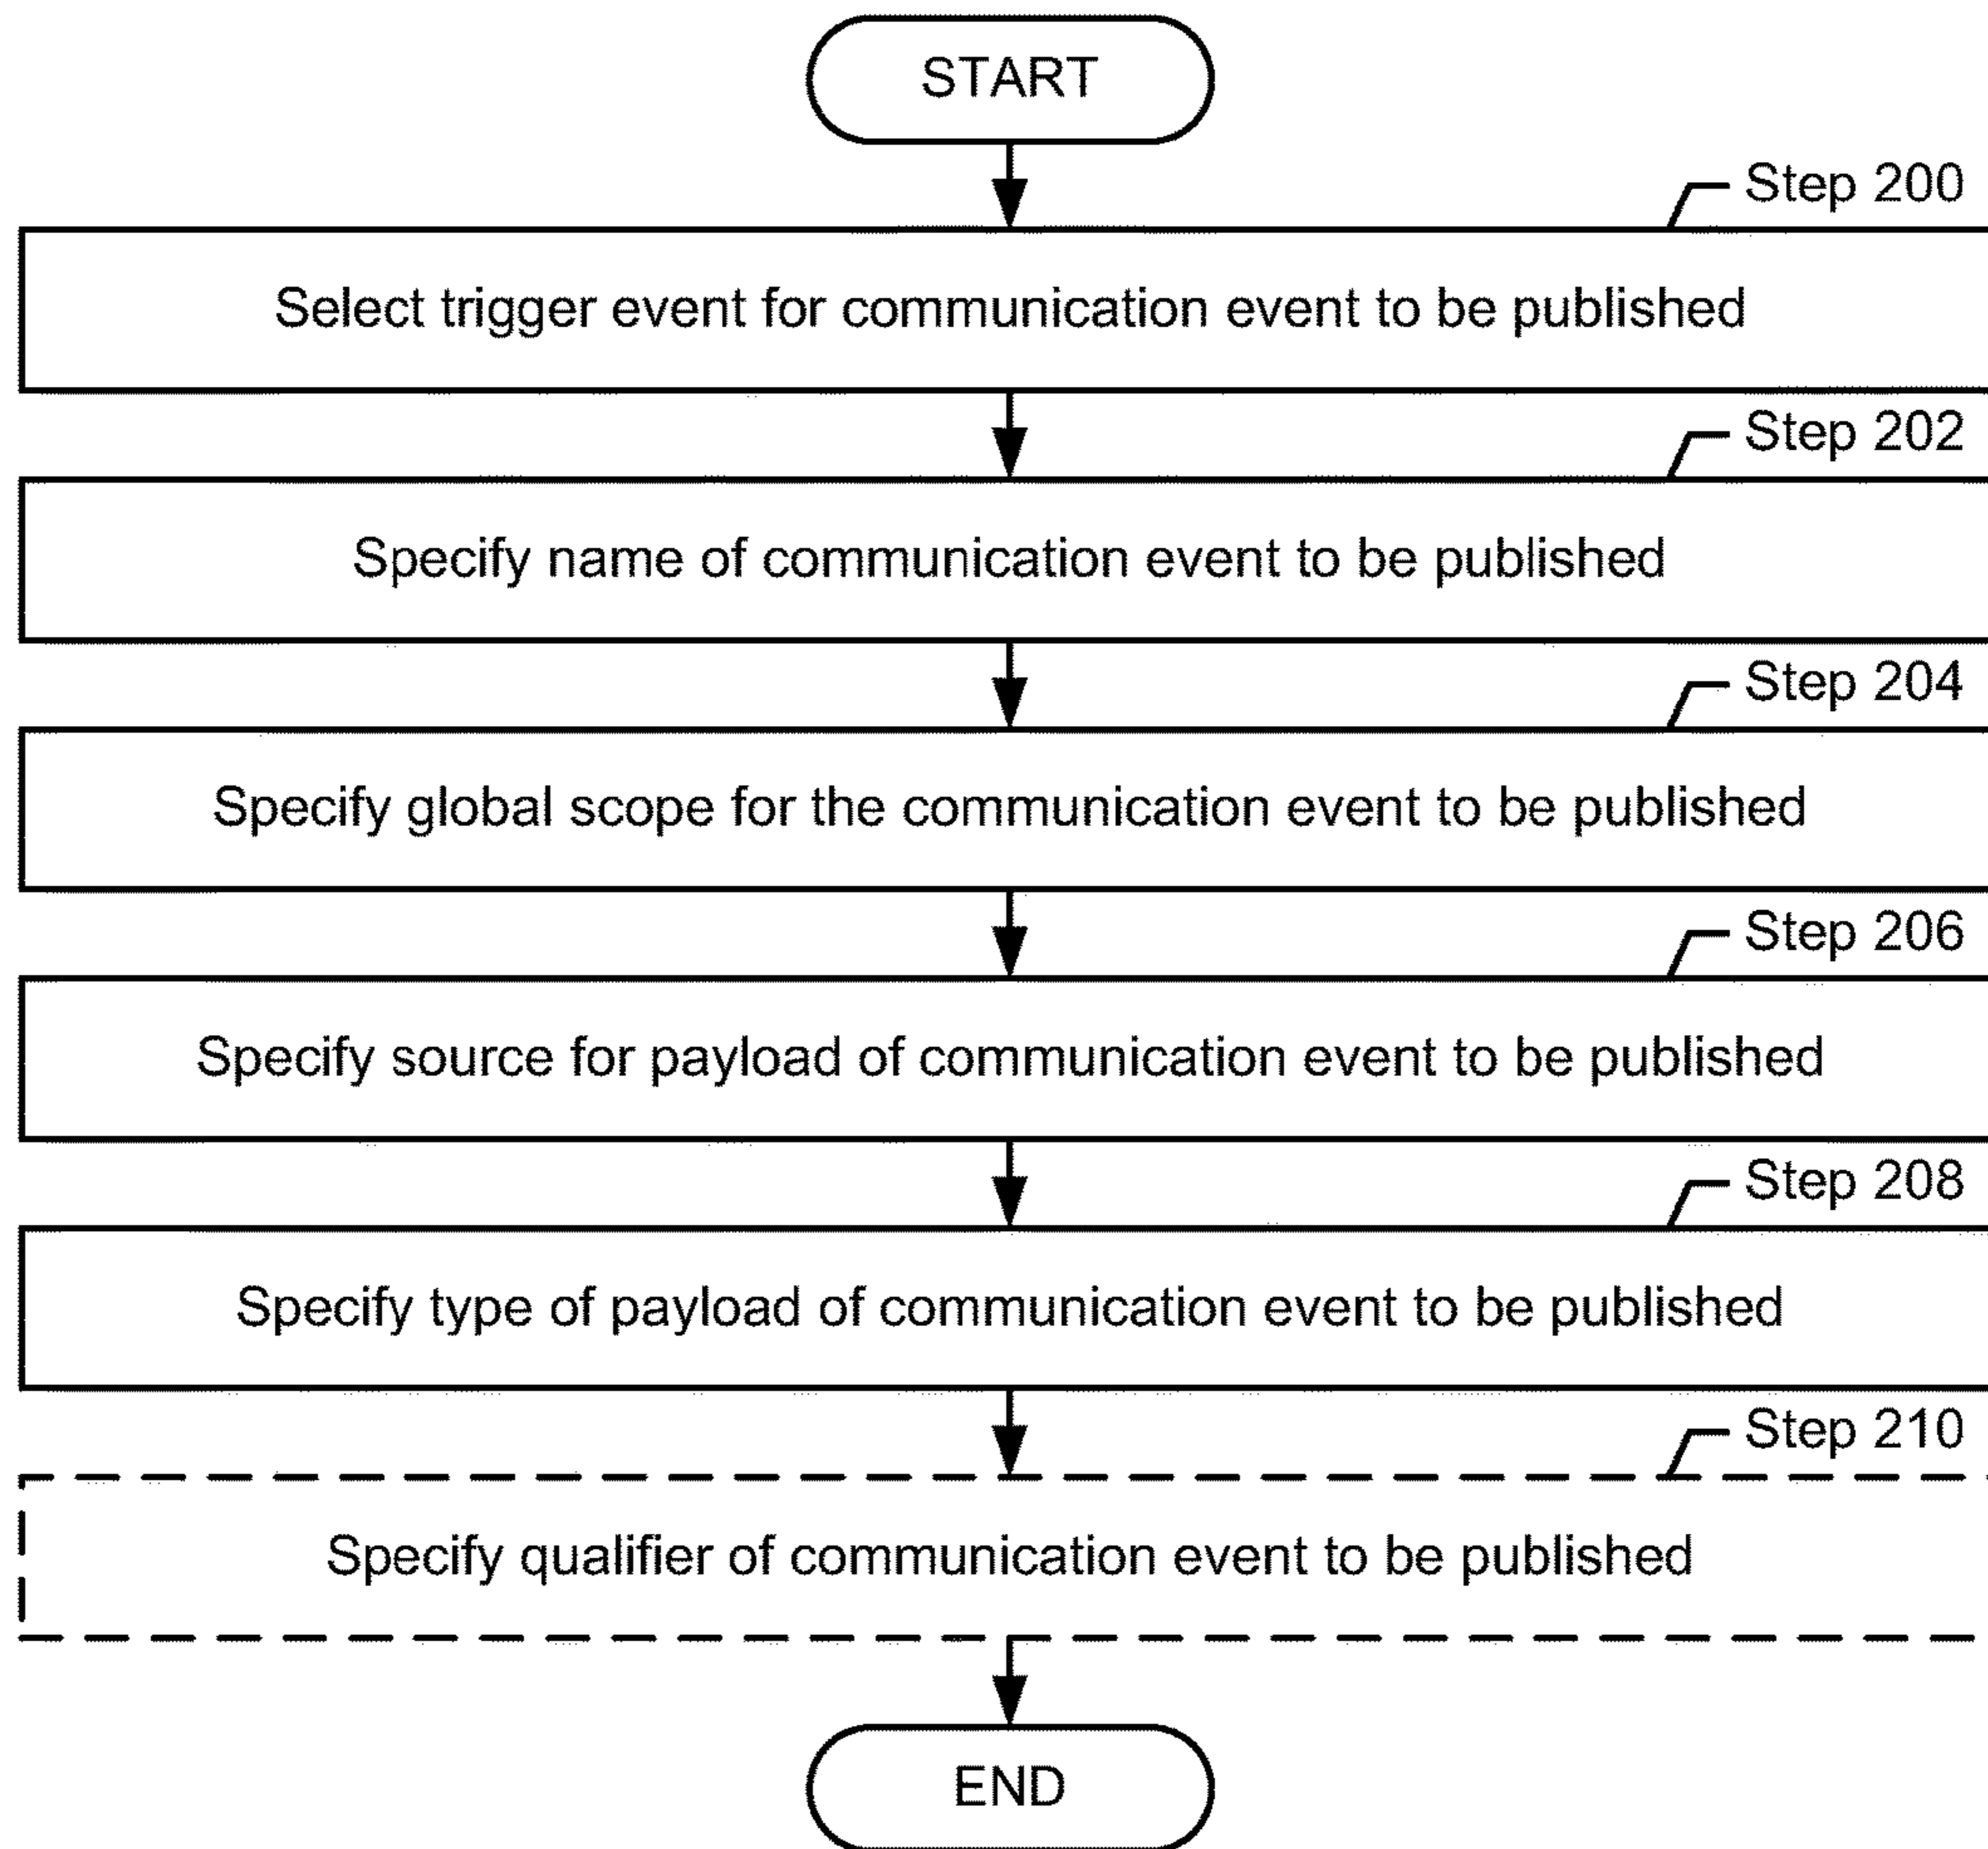 START
Step 200
Select trigger event for communication event to be published
Step 202
Specify name of communication event to be published
Step 204
Specify global scope for the communication event to be published
Step 206
Specify source for payload of communication event to be published
Step 208
Specify type of payload of communication event to be published
Step 210
Specify qualifier of communication event to be published
END